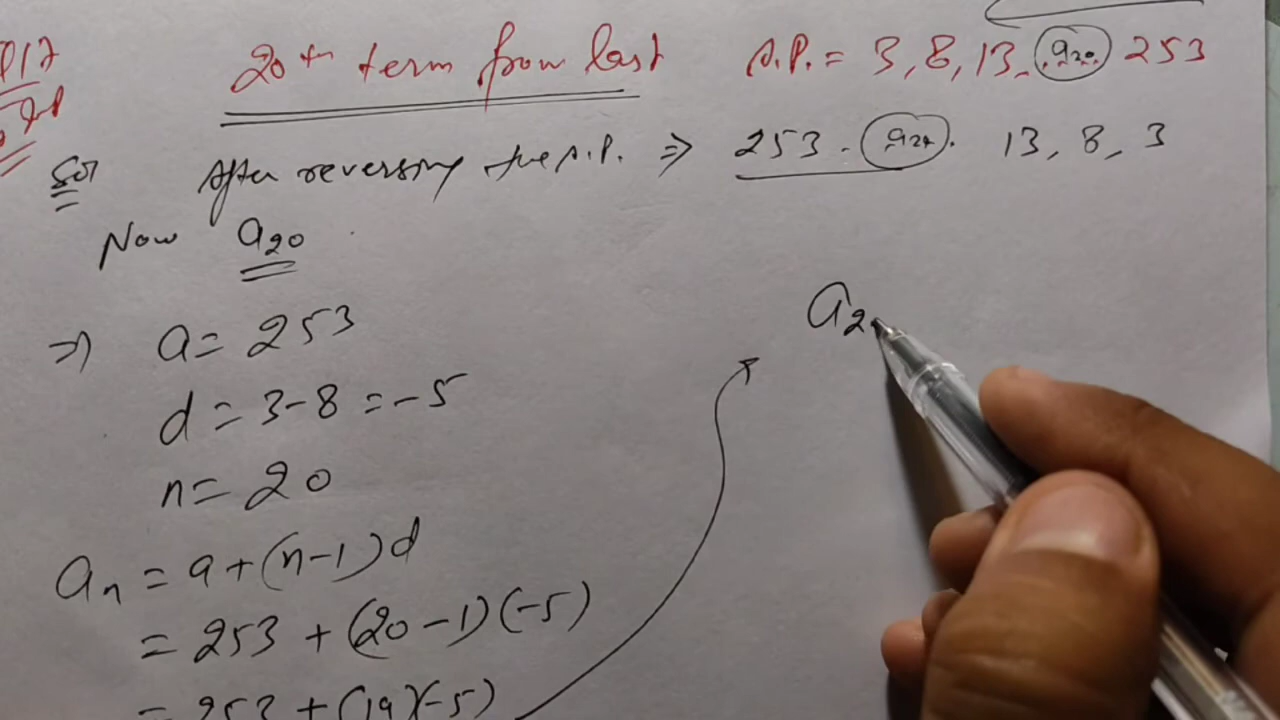 20th term from last A.P. = 3, 8, 13, . a20. 253
Sol After reversing the A.P. ⇒ 253 . a20 . 13, 8, 3
Now a20
⇒ a = 253
d = 3-8 = -5
n = 20
an = a+(n-1)d
= 253 + (20-1)(-5)
= 253 + (19)(-5)
a2